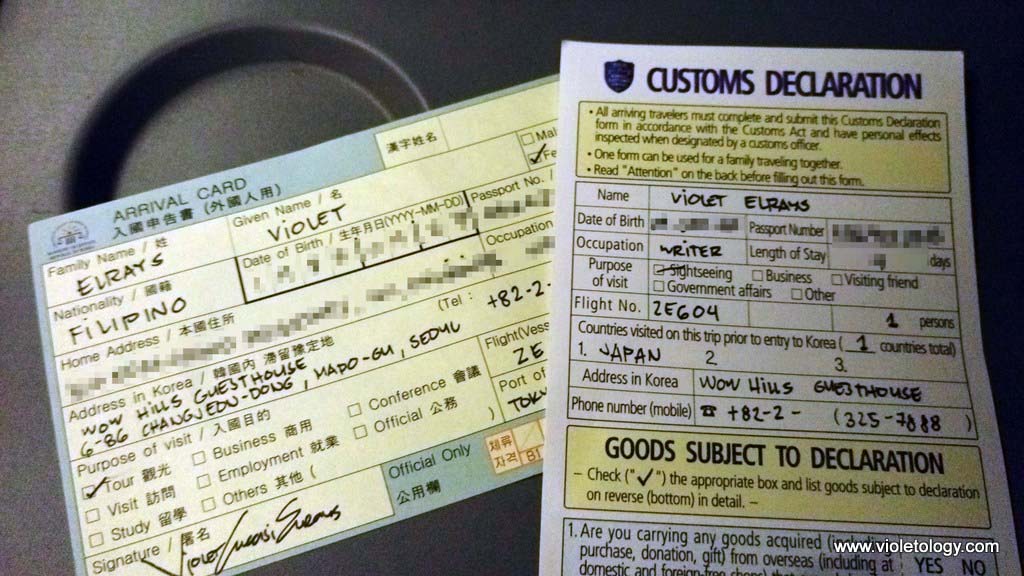 ARRIVAL CARD
入國申告書 (外國人用)
漢字姓名
Family Name / 姓
ELRAYS
Given Name / 名
VIOLET
Nationality / 國籍
FILIPINO
Date of Birth / 生年月日(YYYY-MM-DD)
Passport No. /
Home Address / 本國住所
Occupation
Address in Korea / 韓國內 滯留豫定地
(Tel :
+82-2-
WOW HILLS GUESTHOUSE
6-86 CHANGJEON-DONG, MAPO-GU, SEOUL
Purpose of visit / 入國目的
Tour 觀光
Business 商用
Conference 會議
Visit 訪問
Employment 就業
Official 公務
Study 留學
Others 其他 (
)
Flight(Vess
ZE
Port of
TOKY
Signature / 署名
Official Only
公用欄
체류
자격
CUSTOMS DECLARATION
• All arriving travelers must complete and submit this Customs Declaration
form in accordance with the Customs Act and have personal effects
inspected when designated by a customs officer.
• One form can be used for a family traveling together.
• Read "Attention" on the back before filling out this form.
Name VIOLET ELRAYS
Date of Birth Passport Number
Occupation WRITER Length of Stay days
Purpose
of visit
Sightseeing Business Visiting friend
Government affairs Other
Flight No. ZE604 1 persons
Countries visited on this trip prior to entry to Korea ( 1 countries total)
1. JAPAN 2. 3.
Address in Korea WOW HILLS GUESTHOUSE
Phone number (mobile) ☎ +82-2- (325-7888 )
GOODS SUBJECT TO DECLARATION
– Check ("✓") the appropriate box and list goods subject to declaration
on reverse (bottom) in detail. –
1. Are you carrying any goods acquired (including
purchase, donation, gift) from overseas (including at
domestic and foreign
YES NO
www.violetology.com